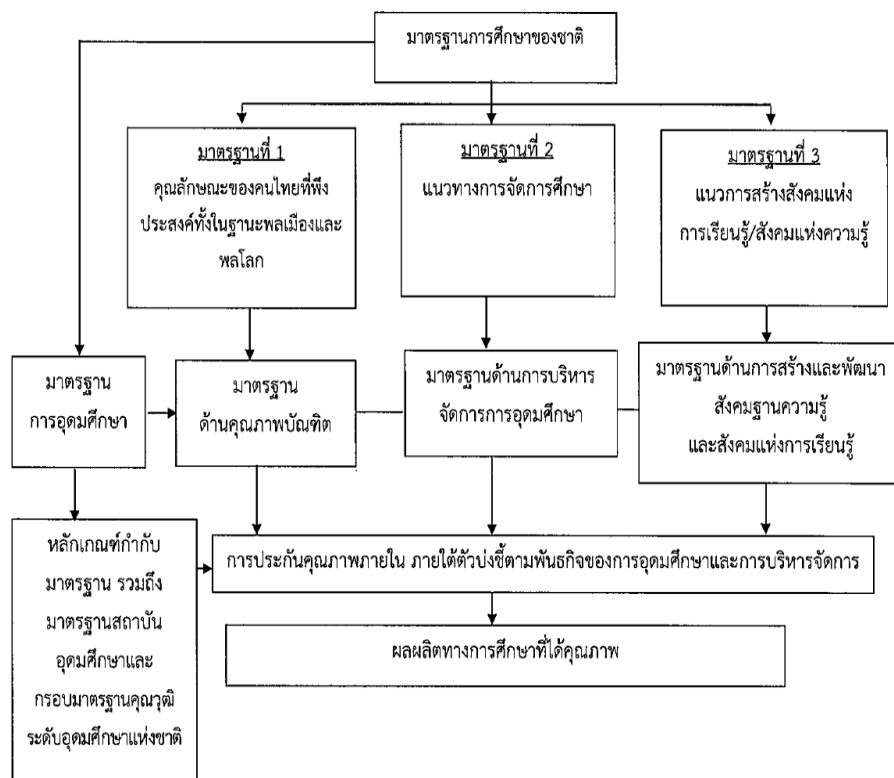 มาตรฐานการศึกษาของชาติ
มาตรฐานที่ 1
คุณลักษณะของคนไทยที่พึง
ประสงค์ทั้งในฐานะพลเมืองและ
พลโลก
มาตรฐานที่ 2
แนวทางการจัดการศึกษา
มาตรฐานที่ 3
แนวการสร้างสังคมแห่ง
การเรียนรู้/สังคมแห่งความรู้
มาตรฐาน
การอุดมศึกษา
มาตรฐาน
ด้านคุณภาพบัณฑิต
มาตรฐานด้านการบริหาร
จัดการการอุดมศึกษา
มาตรฐานด้านการสร้างและพัฒนา
สังคมฐานความรู้
และสังคมแห่งการเรียนรู้
หลักเกณฑ์กำกับ
มาตรฐาน รวมถึง
มาตรฐานสถาบัน
อุดมศึกษาและ
กรอบมาตรฐานคุณวุฒิ
ระดับอุดมศึกษาแห่งชาติ
การประกันคุณภาพภายใน ภายใต้ตัวบ่งชี้ตามพันธกิจของการอุดมศึกษาและการบริหารจัดการ
ผลผลิตทางการศึกษาที่ได้คุณภาพ